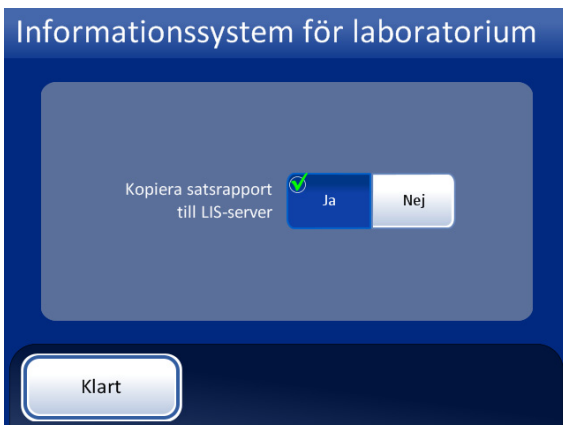 Informationssystem för laboratorium
Kopiera satsrapport
till LIS-server
Ja
Nej
Klart